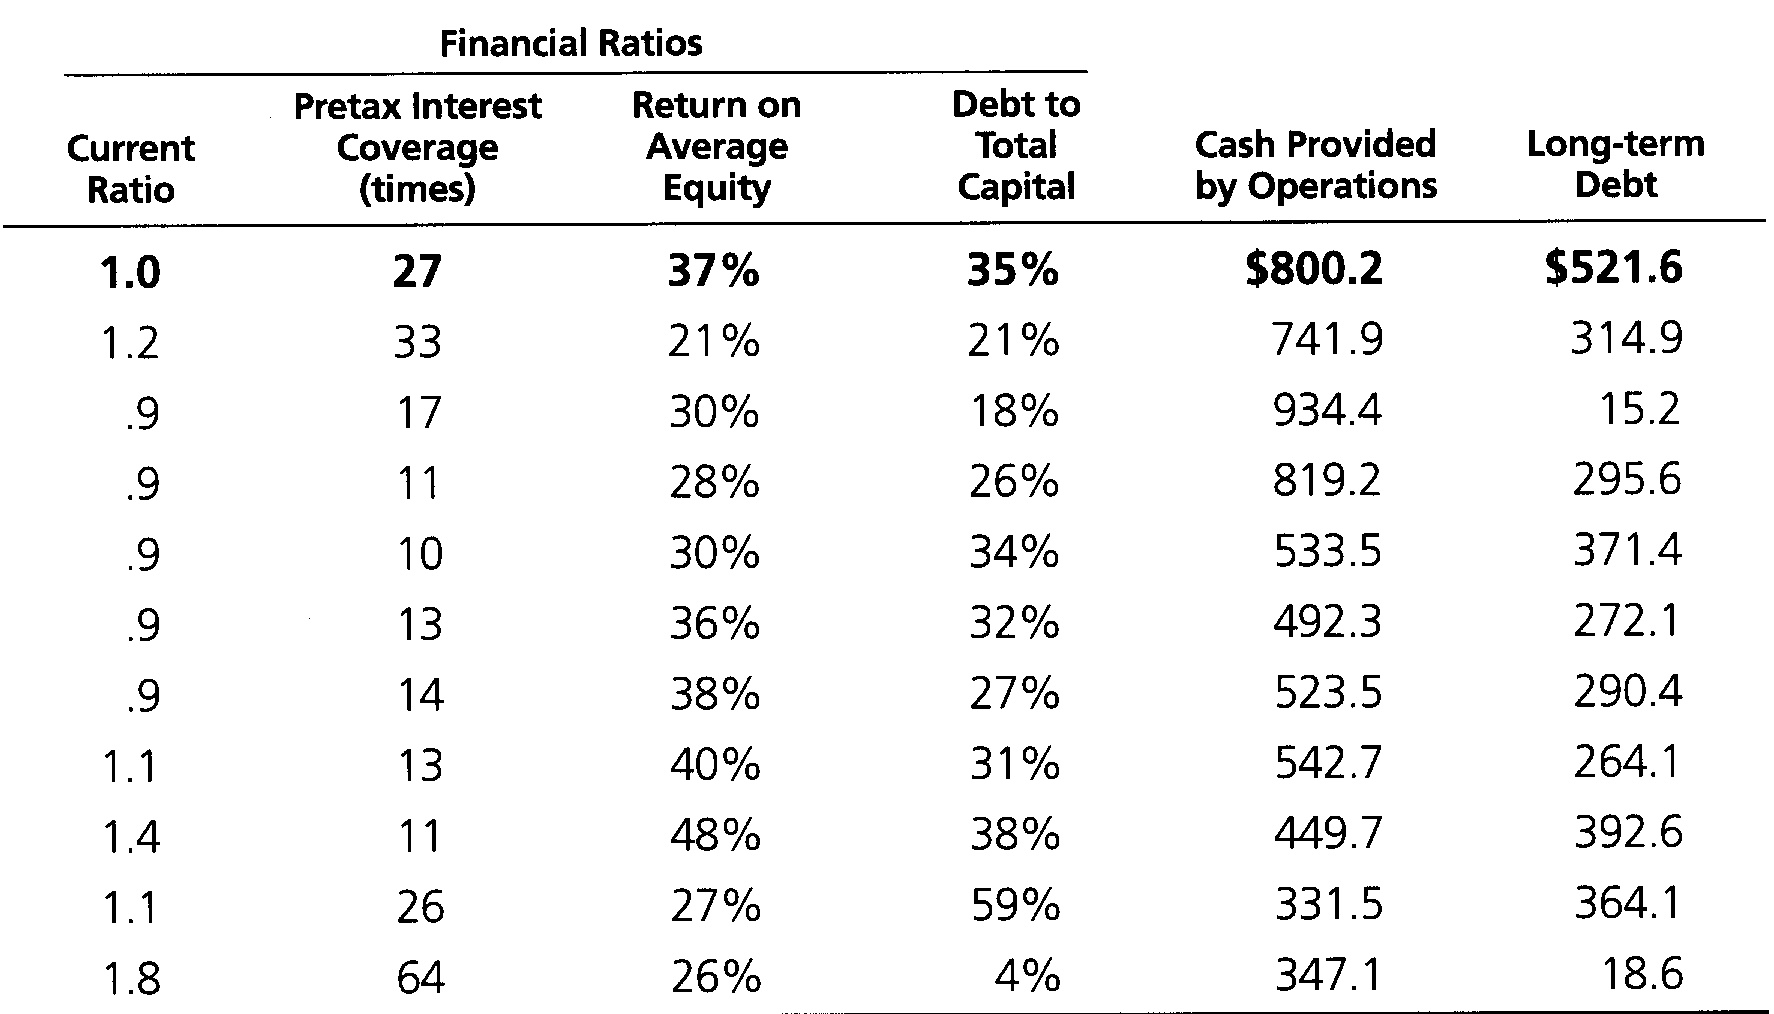 Financial Ratios
Pretax Interest Return on Debt to
Current Coverage Average Total Cash Provided Long-term
Ratio (times) Equity Capital by Operations Debt
1.0 27 37% 35% $800.2 $521.6
1.2 33 21% 21% 741.9 314.9
.9 17 30% 18% 934.4 15.2
.9 11 28% 26% 819.2 295.6
.9 10 30% 34% 533.5 371.4
.9 13 36% 32% 492.3 272.1
.9 14 38% 27% 523.5 290.4
1.1 13 40% 31% 542.7 264.1
1.4 11 48% 38% 449.7 392.6
1.1 26 27% 59% 331.5 364.1
1.8 64 26% 4% 347.1 18.6